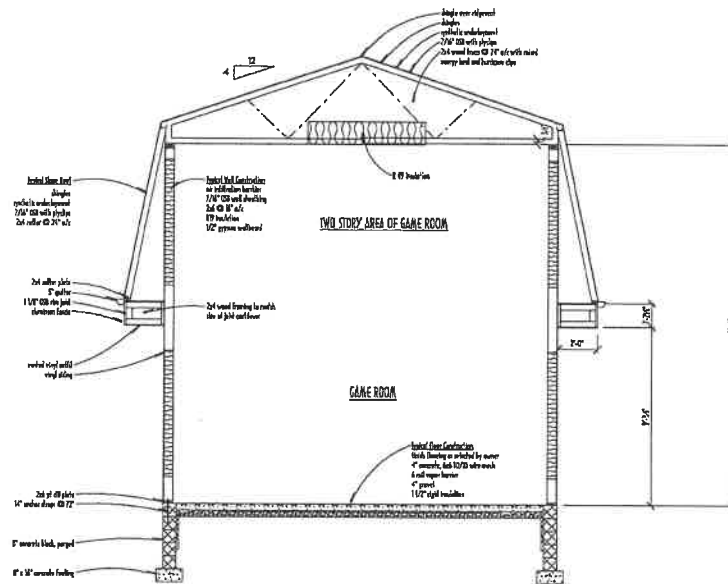 shingle over ridgevent
shingles
synthetic underlayment
7/16" OSB with plyclips
2x4 wood truss @ 24" o/c with raised
energy heel and hurricane clips
12
4
R 49 insulation
Typical Wall Construction
air infiltration barrier
7/16" OSB wall sheathing
2x6 @ 16" o/c
R19 insulation
1/2" gypsum wallboard
shingles
synthetic underlayment
7/16" OSB with plyclips
2x4 rafter @ 24" o/c
TWO STORY AREA OF GAME ROOM
2x4 rafter plate
5" gutter
1 1/8" OSB rim joist
aluminum fascia
2x4 wood framing to match
size of joist cantilever
vented vinyl soffit
vinyl siding
2'-0"
GAME ROOM
Typical Floor Construction
finish flooring as selected by owner
4" concrete, 6x6 10/10 wire mesh
6 mil vapor barrier
4" gravel
1 1/2" rigid insulation
2x6 pt sill plate
14" anchor straps @ 72"
8" concrete block, parged
8" x 16" concrete footing